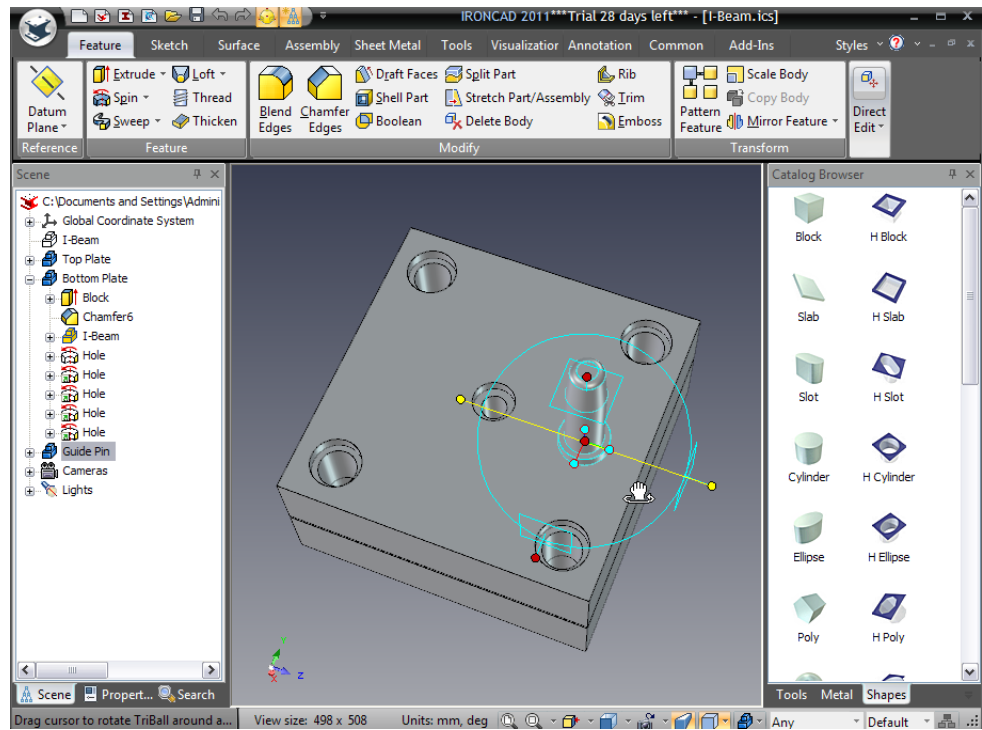 IRONCAD 2011***Trial 28 days left*** - [I-Beam.ics]
Feature Sketch Surface Assembly Sheet Metal Tools Visualizatior Annotation Common Add-Ins Styles
Datum Plane
Extrude Loft
Spin Thread
Sweep Thicken
Blend Edges
Chamfer Edges
Draft Faces Split Part Rib
Shell Part Stretch Part/Assembly Trim
Boolean Delete Body Emboss
Pattern Feature
Scale Body
Copy Body
Mirror Feature
Direct Edit
Reference Feature Modify Transform
Scene
C:\Documents and Settings\Admini
Global Coordinate System
I-Beam
Top Plate
Bottom Plate
Block
Chamfer6
I-Beam
Hole
Hole
Hole
Hole
Hole
Guide Pin
Cameras
Lights
Scene Propert... Search
z
Catalog Browser
Block H Block
Slab H Slab
Slot H Slot
Cylinder H Cylinder
Ellipse H Ellipse
Poly H Poly
Tools Metal Shapes
Drag cursor to rotate TriBall around a... View size: 498 x 508 Units: mm, deg Any Default